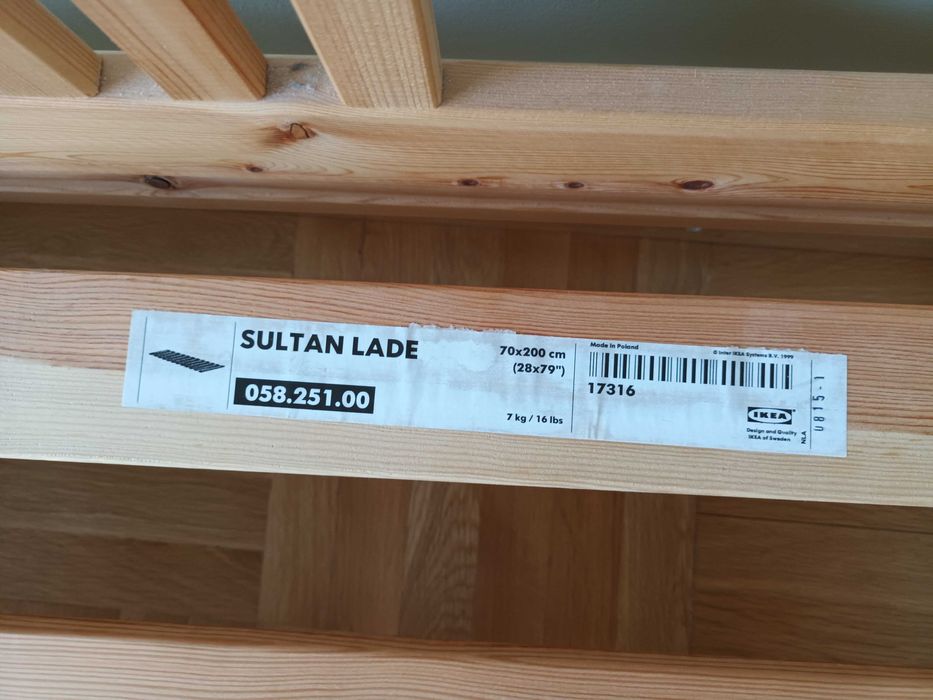 SULTAN LADE
058.251.00
70x200 cm
(28x79")
7 kg / 16 lbs
Made in Poland
© Inter IKEA Systems B.V. 1999
17316
IKEA
Design and Quality
IKEA of Sweden
NLA
0815-1